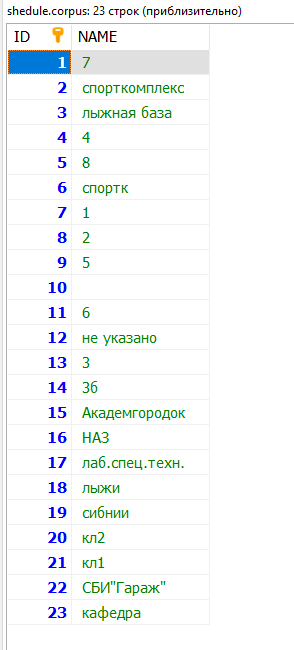 shedule.corpus: 23 строк (приблизительно)
ID NAME
1 7
2 спорткомплекс
3 лыжная база
4 4
5 8
6 спортк
7 1
8 2
9 5
10
11 6
12 не указано
13 3
14 3б
15 Академгородок
16 НАЗ
17 лаб.спец.техн.
18 лыжи
19 сибнии
20 кл2
21 кл1
22 СБИ"Гараж"
23 кафедра